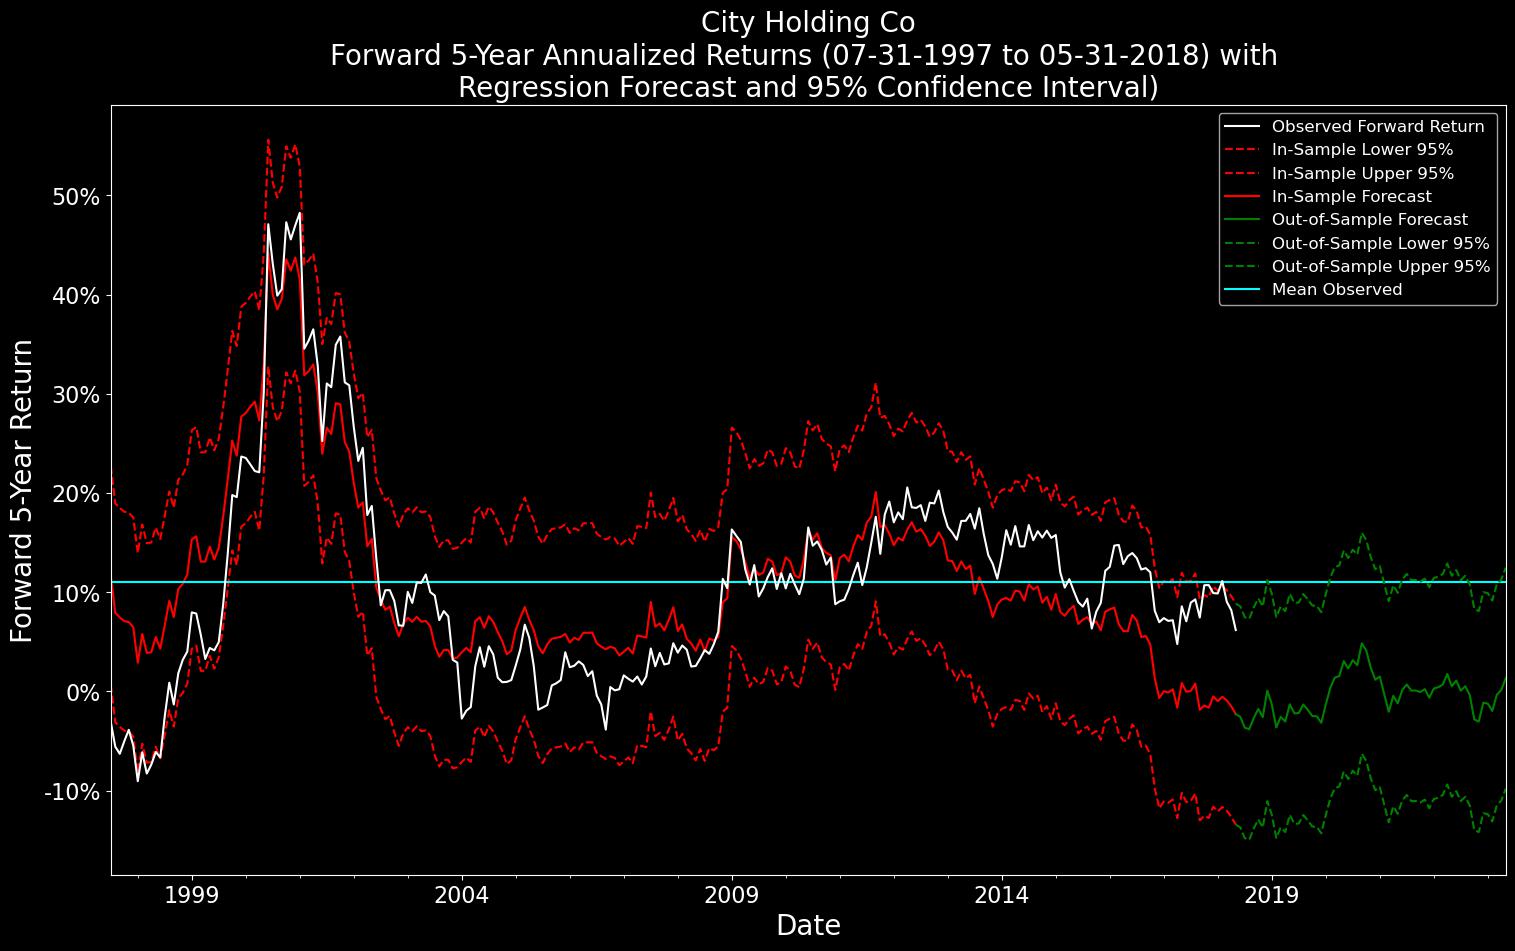 City Holding Co
Forward 5-Year Annualized Returns (07-31-1997 to 05-31-2018) with
Regression Forecast and 95% Confidence Interval)
Observed Forward Return
In-Sample Lower 95%
In-Sample Upper 95%
In-Sample Forecast
Out-of-Sample Forecast
Out-of-Sample Lower 95%
Out-of-Sample Upper 95%
Mean Observed
Forward 5-Year Return
50%
40%
30%
20%
10%
0%
-10%
1999
2004
2009
2014
2019
Date